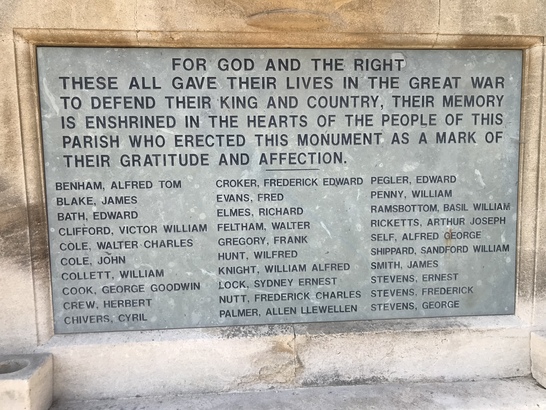 FOR GOD AND THE RIGHT
THESE ALL GAVE THEIR LIVES IN THE GREAT WAR
TO DEFEND THEIR KING AND COUNTRY, THEIR MEMORY
IS ENSHRINED IN THE HEARTS OF THE PEOPLE OF THIS
PARISH WHO ERECTED THIS MONUMENT AS A MARK OF
THEIR GRATITUDE AND AFFECTION.
BENHAM, ALFRED TOM
BLAKE, JAMES
BATH, EDWARD
CLIFFORD, VICTOR WILLIAM
COLE, WALTER CHARLES
COLE, JOHN
COLLETT, WILLIAM
COOK, GEORGE GOODWIN
CREW, HERBERT
CHIVERS, CYRIL
CROKER, FREDERICK EDWARD
EVANS, FRED
ELMES, RICHARD
FELTHAM, WALTER
GREGORY, FRANK
HUNT, WILFRED
KNIGHT, WILLIAM ALFRED
LOCK, SYDNEY ERNEST
NUTT, FREDERICK CHARLES
PALMER, ALLEN LLEWELLEN
PEGLER, EDWARD
PENNY, WILLIAM
RAMSBOTTOM, BASIL WILLIAM
RICKETTS, ARTHUR JOSEPH
SELF, ALFRED GEORGE
SHIPPARD, SANDFORD WILLIAM
SMITH, JAMES
STEVENS, ERNEST
STEVENS, FREDERICK
STEVENS, GEORGE